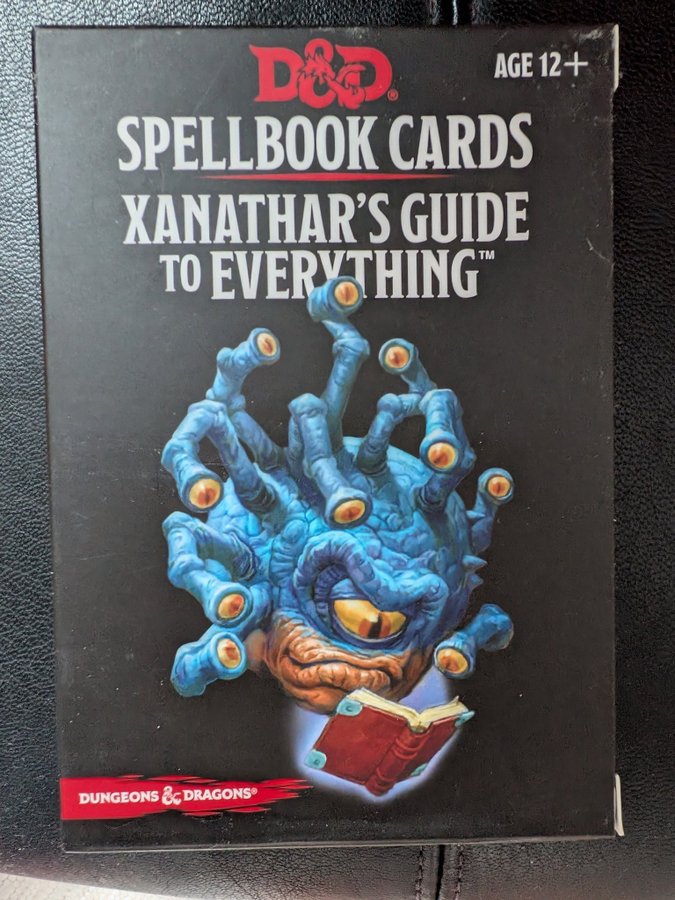 D&D®
AGE 12+
SPELLBOOK CARDS
XANATHAR'S GUIDE
TO EVERYTHING™
DUNGEONS & DRAGONS®